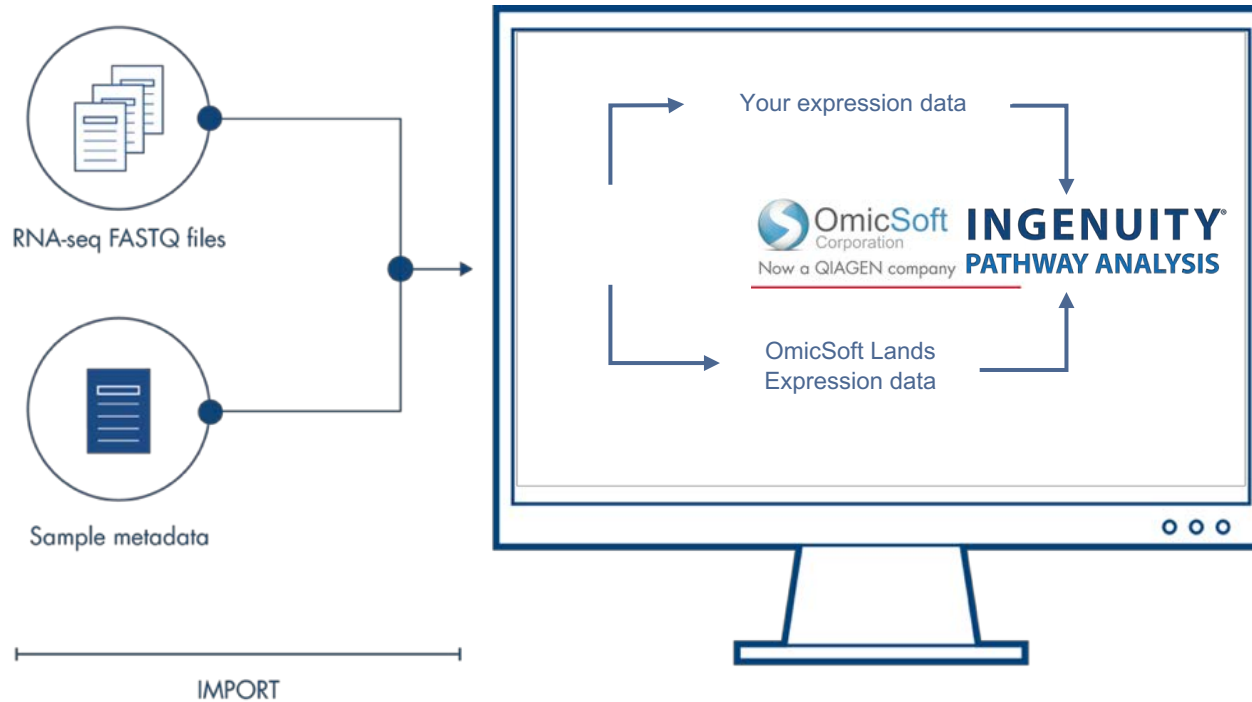 RNA-seq FASTQ files
Sample metadata
IMPORT
Your expression data
OmicSoft
Corporation
Now a QIAGEN company
INGENUITY®
PATHWAY ANALYSIS
OmicSoft Lands
Expression data